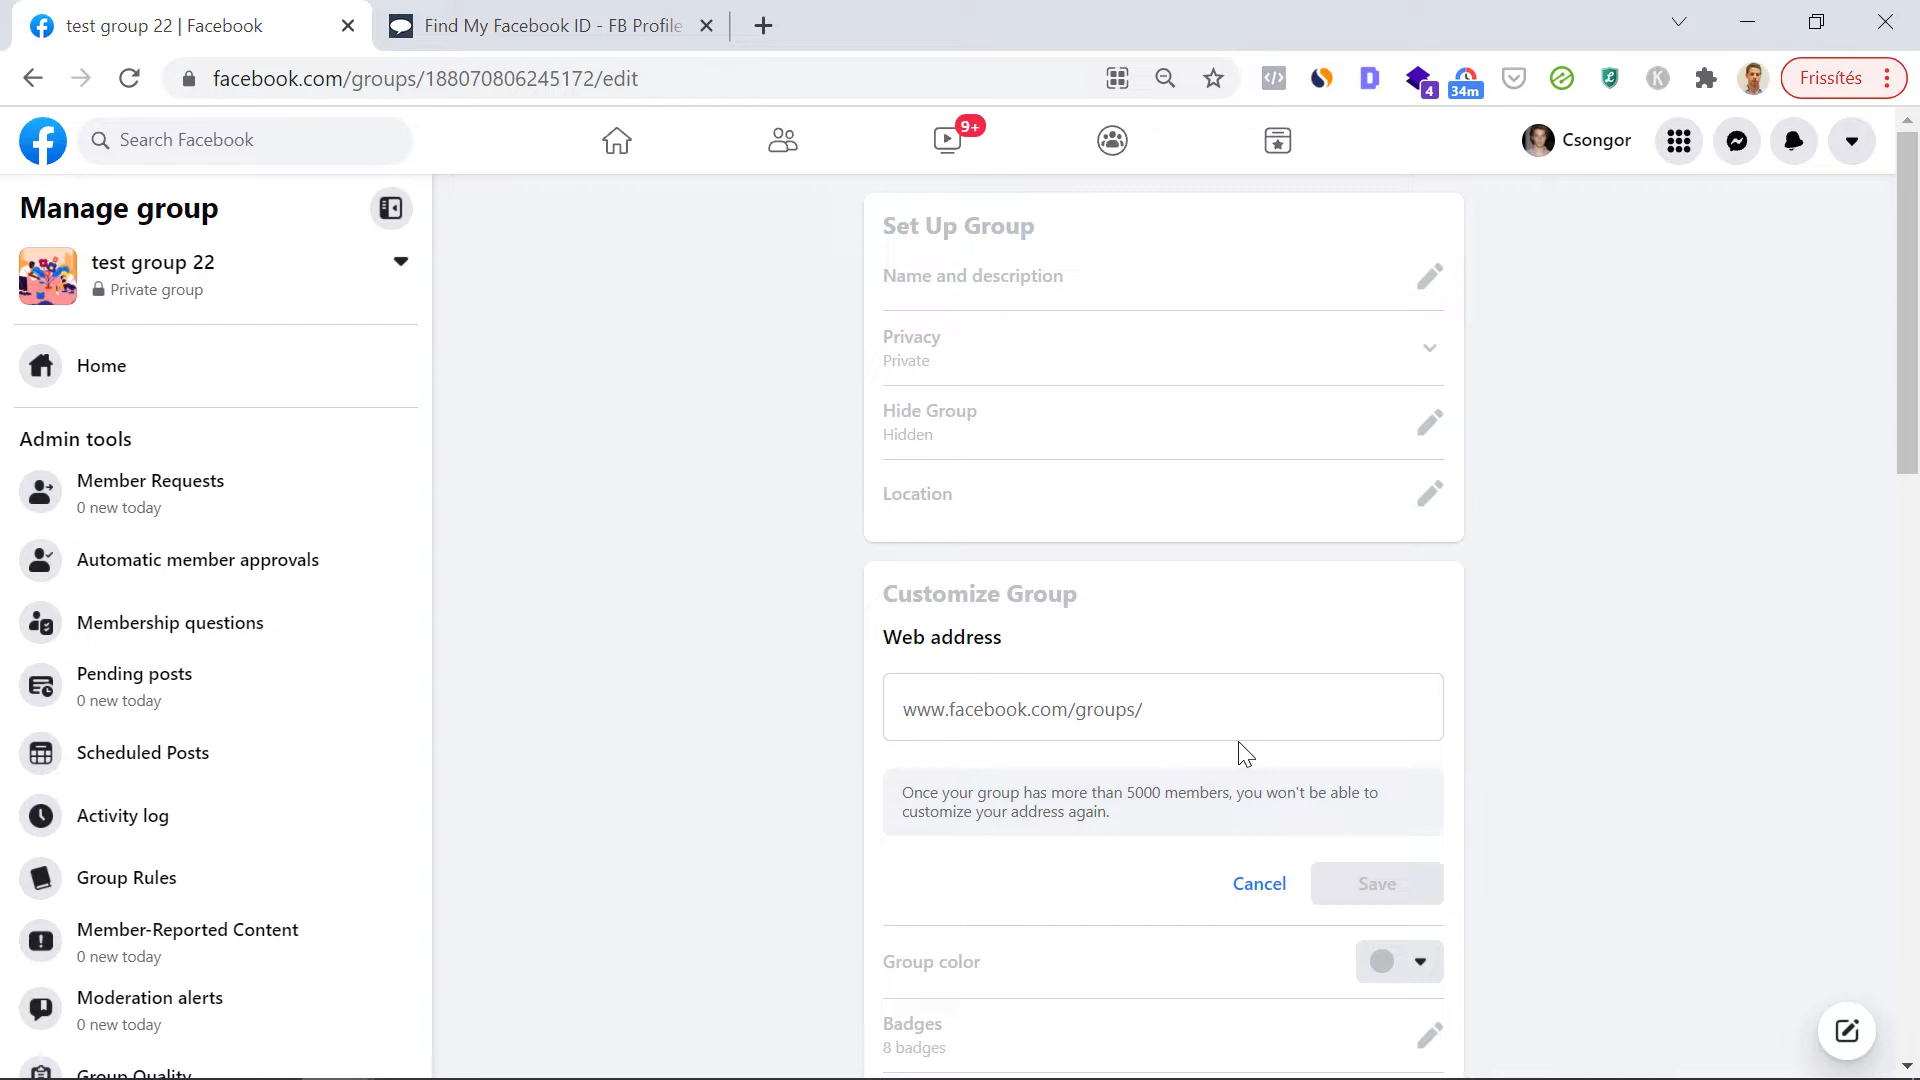 test group 22 | Facebook
Find My Facebook ID - FB Profile
facebook.com/groups/188070806245172/edit
4
34m
K
Frissítés
Search Facebook
9+
Csongor
Manage group
test group 22
Private group
Home
Admin tools
Member Requests
0 new today
Automatic member approvals
Membership questions
Pending posts
0 new today
Scheduled Posts
Activity log
Group Rules
Member-Reported Content
0 new today
Moderation alerts
0 new today
Group Quality
Set Up Group
Name and description
Privacy
Private
Hide Group
Hidden
Location
Customize Group
Web address
www.facebook.com/groups/
Once your group has more than 5000 members, you won't be able to
customize your address again.
Cancel
Save
Group color
Badges
8 badges